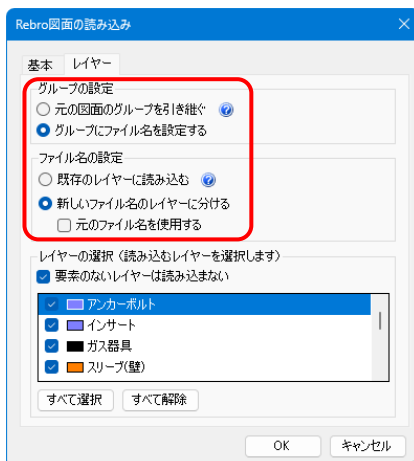 Rebro図面の読み込み
基本 レイヤー
グループの設定
元の図面のグループを引き継ぐ
グループにファイル名を設定する
ファイル名の設定
既存のレイヤーに読み込む
新しいファイル名のレイヤーに分ける
元のファイル名を使用する
レイヤーの選択（読み込むレイヤーを選択します）
要素のないレイヤーは読み込まない
アンカーボルト
インサート
ガス器具
スリーブ(壁)
すべて選択 すべて解除
OK キャンセル